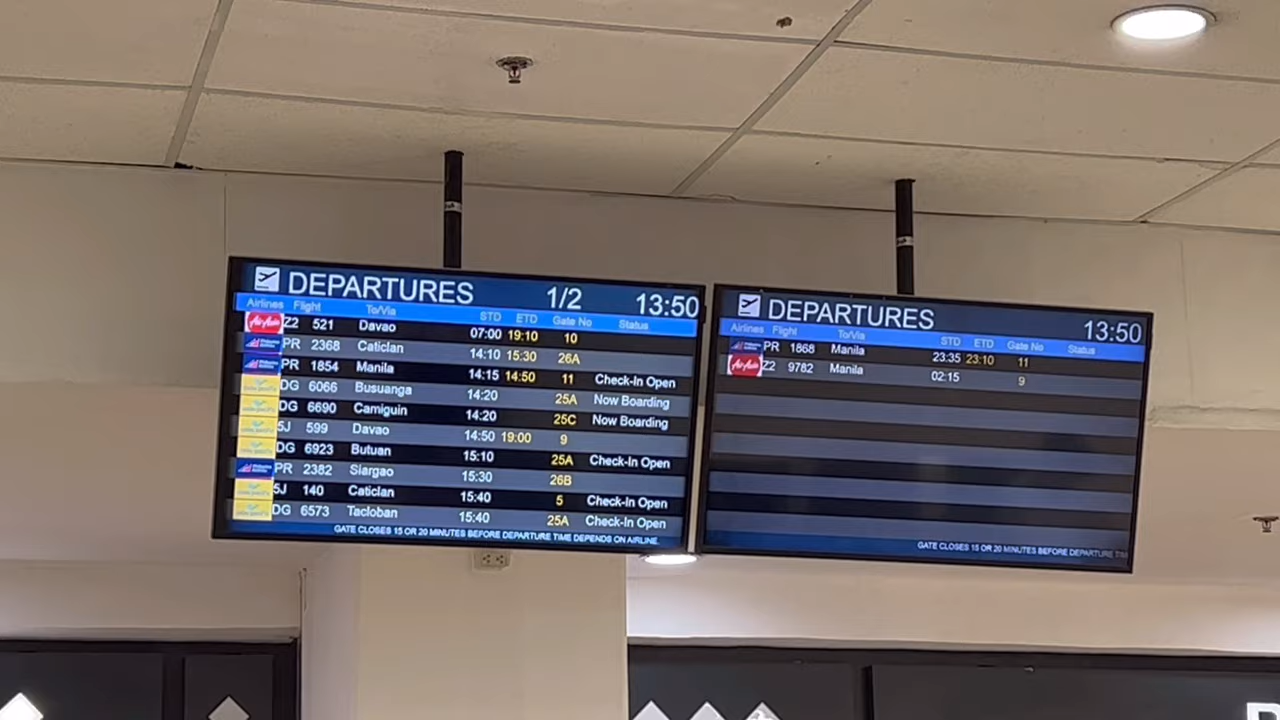 DEPARTURES 1/2 13:50
Airlines Flight To/Via STD ETD Gate No Status
AirAsia Z2 521 Davao 07:00 19:10 10
PR 2368 Caticlan 14:10 15:30 26A
PR 1854 Manila 14:15 14:50 11 Check-In Open
DG 6066 Busuanga 14:20 25A Now Boarding
DG 6690 Camiguin 14:20 25C Now Boarding
5J 599 Davao 14:50 19:00 9
DG 6923 Butuan 15:10 25A Check-In Open
PR 2382 Siargao 15:30 26B
5J 140 Caticlan 15:40 5 Check-In Open
DG 6573 Tacloban 15:40 25A Check-In Open
GATE CLOSES 15 OR 20 MINUTES BEFORE DEPARTURE TIME DEPENDS ON AIRLINE.
DEPARTURES 13:50
Airlines Flight To/Via STD ETD Gate No Status
PR 1868 Manila 23:35 23:10 11
AirAsia Z2 9782 Manila 02:15 9
GATE CLOSES 15 OR 20 MINUTES BEFORE DEPARTURE TIM